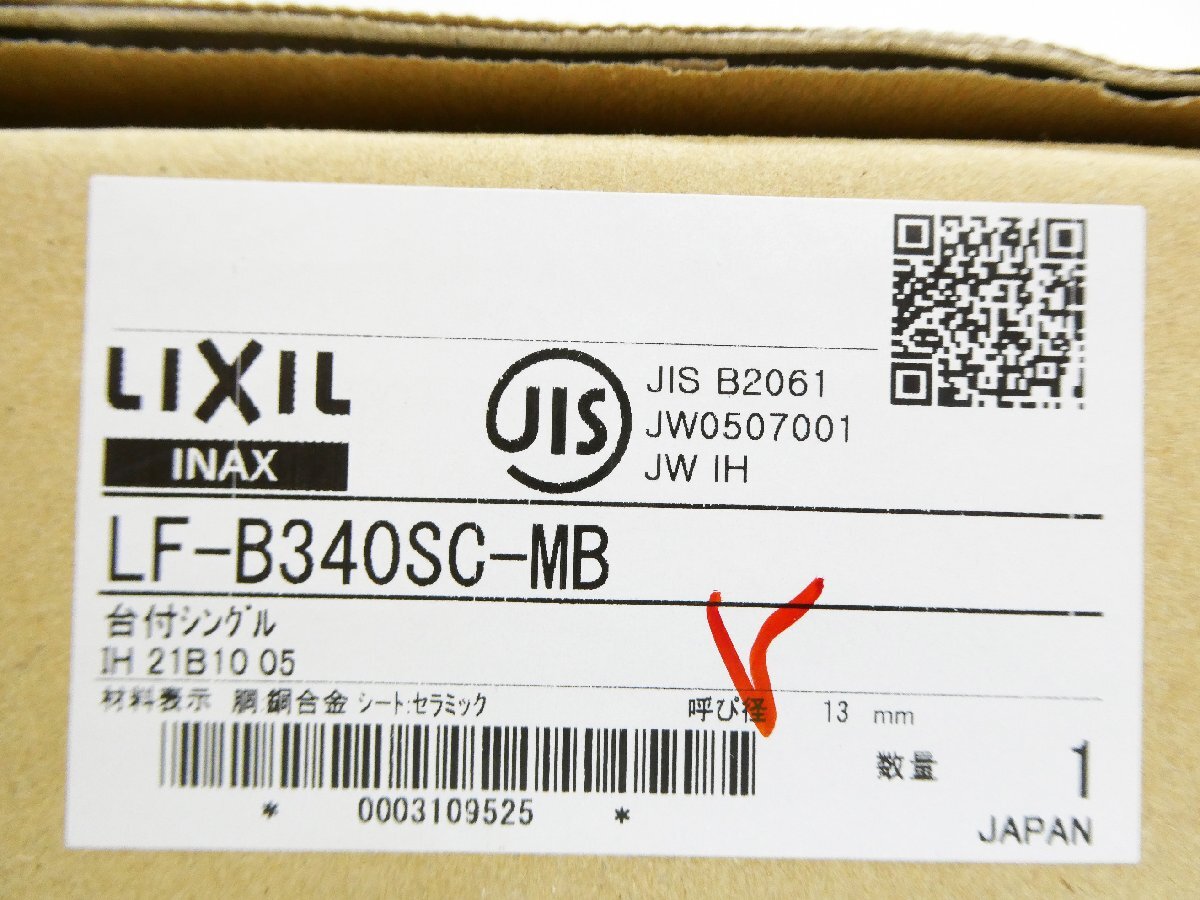 LIXIL
INAX
JIS
JIS B2061
JW0507001
JW IH
LF-B340SC-MB
台付シングル
IH 21B10 05
材料表示 胴:銅合金 シート:セラミック 呼び径 13 mm
数量 1
* 0003109525 *
JAPAN